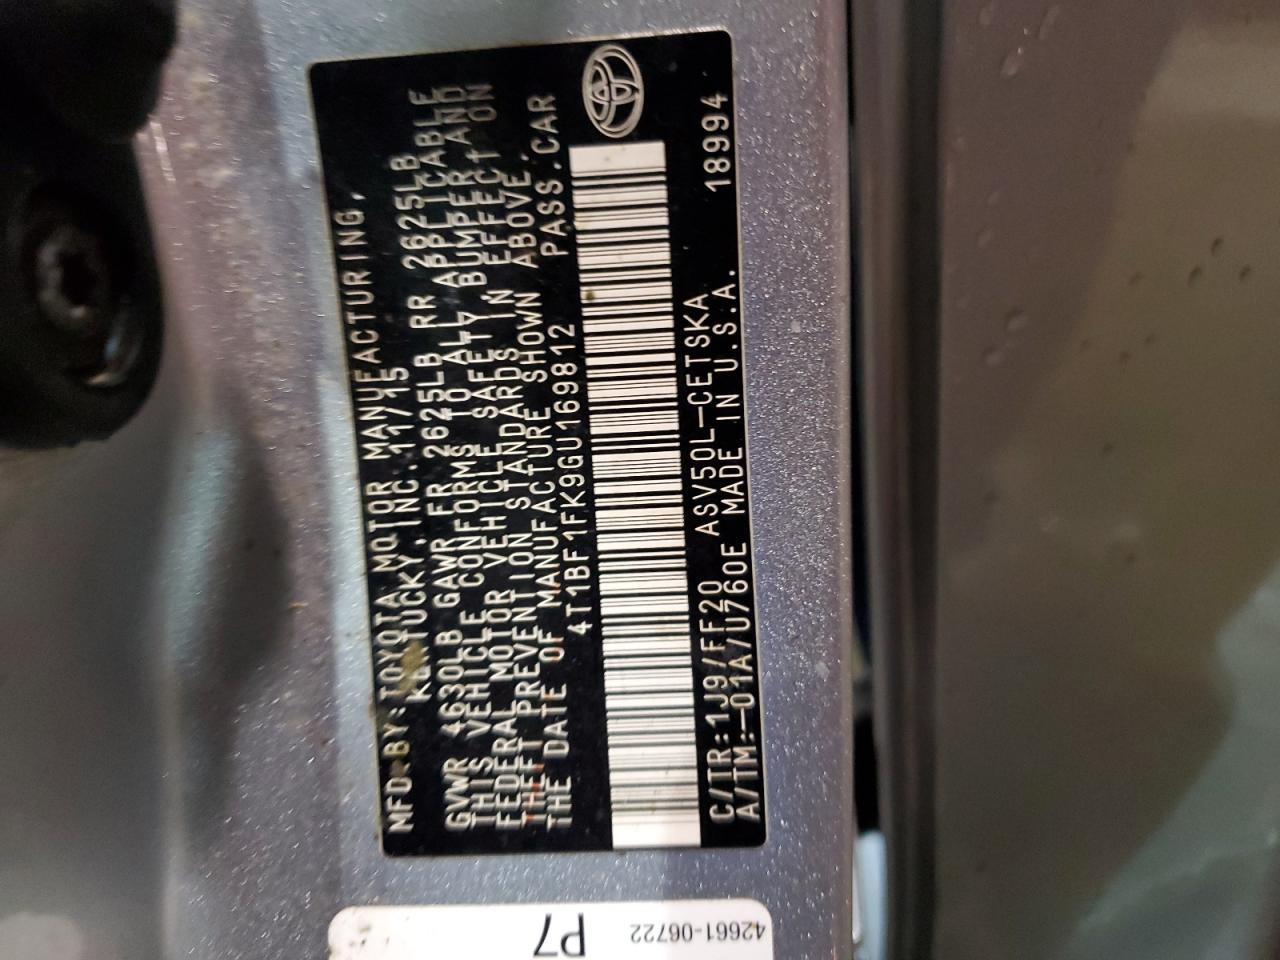 MFD.BY:TOYOTA MOTOR MANUFACTURING,
KENTUCKY,INC.11/15
GVWR 4630LB GAWR FR 2625LB RR 2625LB
THIS VEHICLE CONFORMS TO ALL APPLICABLE
FEDERAL MOTOR VEHICLE SAFETY, BUMPER AND
THEFT PREVENTION STANDARDS IN EFFECT ON
THE DATE OF MANUFACTURE SHOWN ABOVE.
4T1BF1FK9GU169812 PASS.CAR
C/TR:1J9/FF20 ASV50L-CETSKA 18994
A/TM:-01A/U760E MADE IN U.S.A.
P7
42661-06722